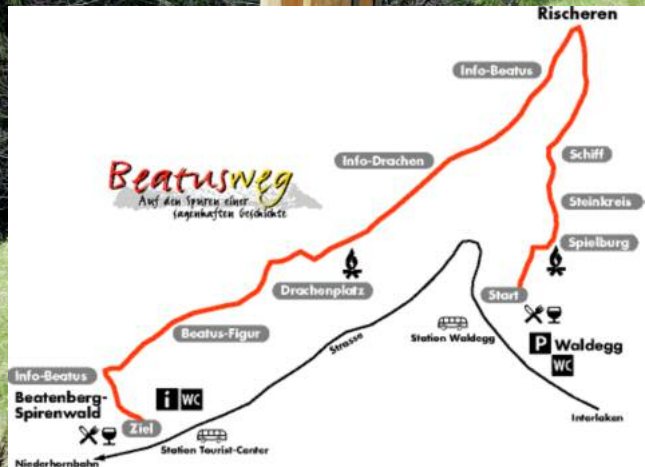 Rischeren
Info-Beatus
Info-Drachen
Schiff
Beatusweg
Auf den Spuren einer
sagenhaften Geschichte
Steinkreis
Spielburg
Drachenplatz
Start
Beatus-Figur
Strasse
Station Waldegg
P Waldegg
WC
Info-Beatus
Beatenberg-
Spirenwald
i WC
Interlaken
Ziel
Station Tourist-Center
Niederhornbahn